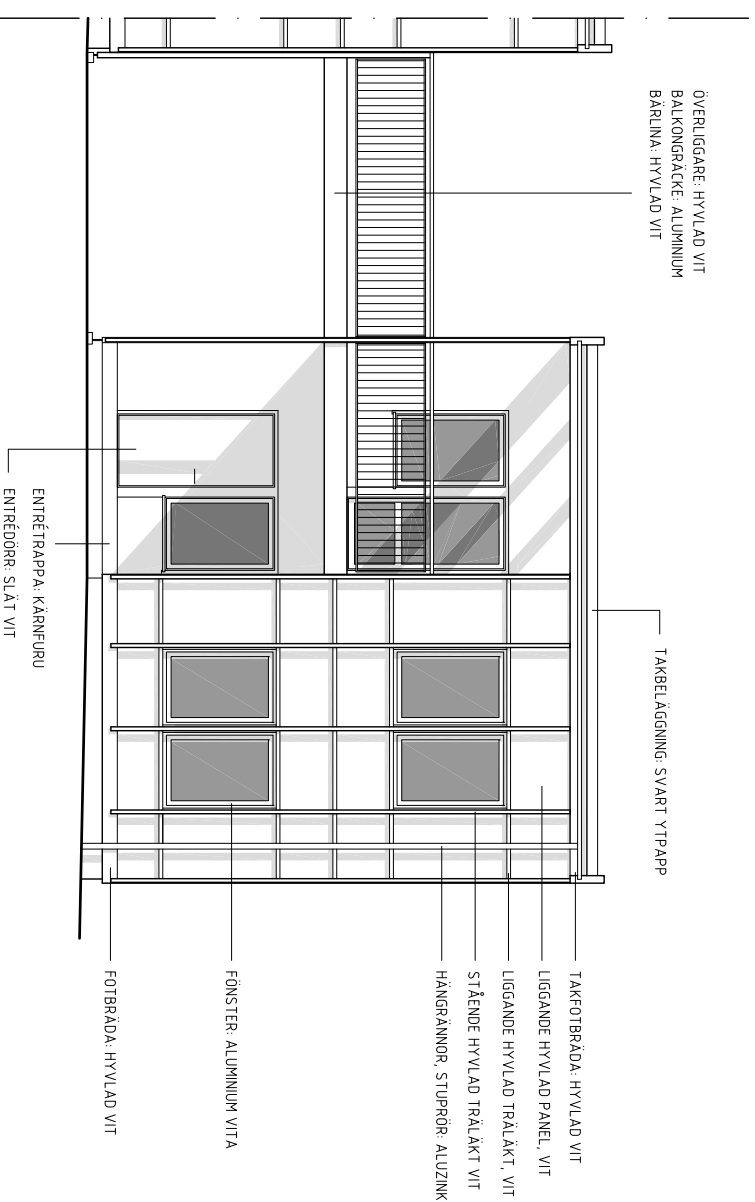 ÖVERLIGGARE: HYVLAD VIT
BALKONGRÄCKE: ALUMINIUM
BÄRLINA: HYVLAD VIT
TAKBELÄGGNING: SVART YTPAPP
TAKFOTBRÄDA: HYVLAD VIT
LIGGANDE HYVLAD PANEL, VIT
LIGGANDE HYVLAD TRÄLÄKT, VIT
STÅENDE HYVLAD TRÄLÄKT VIT
HÄNGRÄNNOR, STUPRÖR: ALUZINK
FÖNSTER: ALUMINIUM VITA
FOTBRÄDA: HYVLAD VIT
ENTRÉTRAPPA: KÄRNFURU
ENTRÉDÖRR: SLÄT VIT